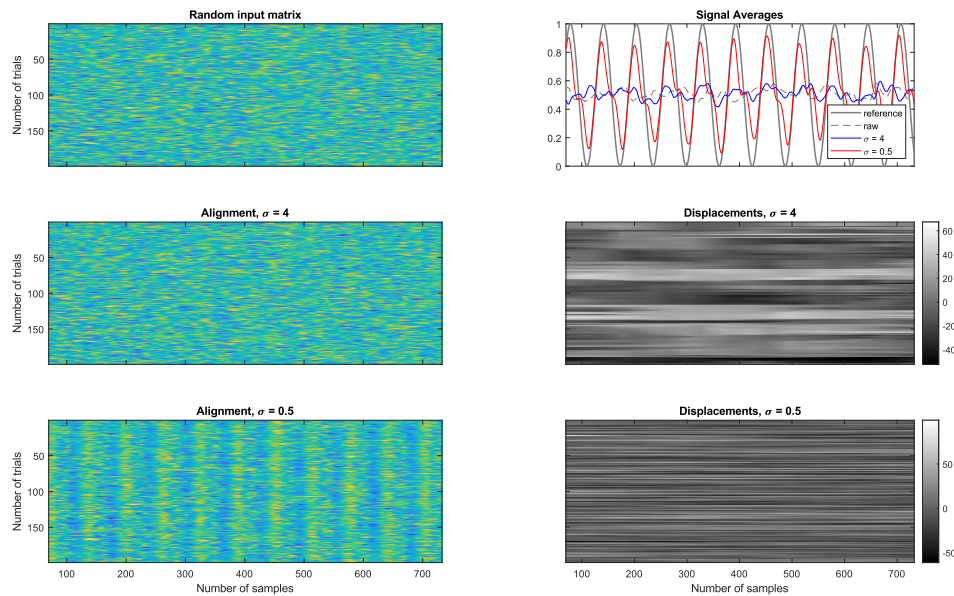 Random input matrix
Number of trials
50
100
150
Signal Averages
1
0.8
0.6
0.4
0.2
0
reference
raw
σ = 4
σ = 0.5
Alignment, σ = 4
Number of trials
50
100
150
Displacements, σ = 4
60
40
20
0
-20
-40
Alignment, σ = 0.5
Number of trials
50
100
150
100 200 300 400 500 600 700
Number of samples
Displacements, σ = 0.5
50
0
-50
100 200 300 400 500 600 700
Number of samples